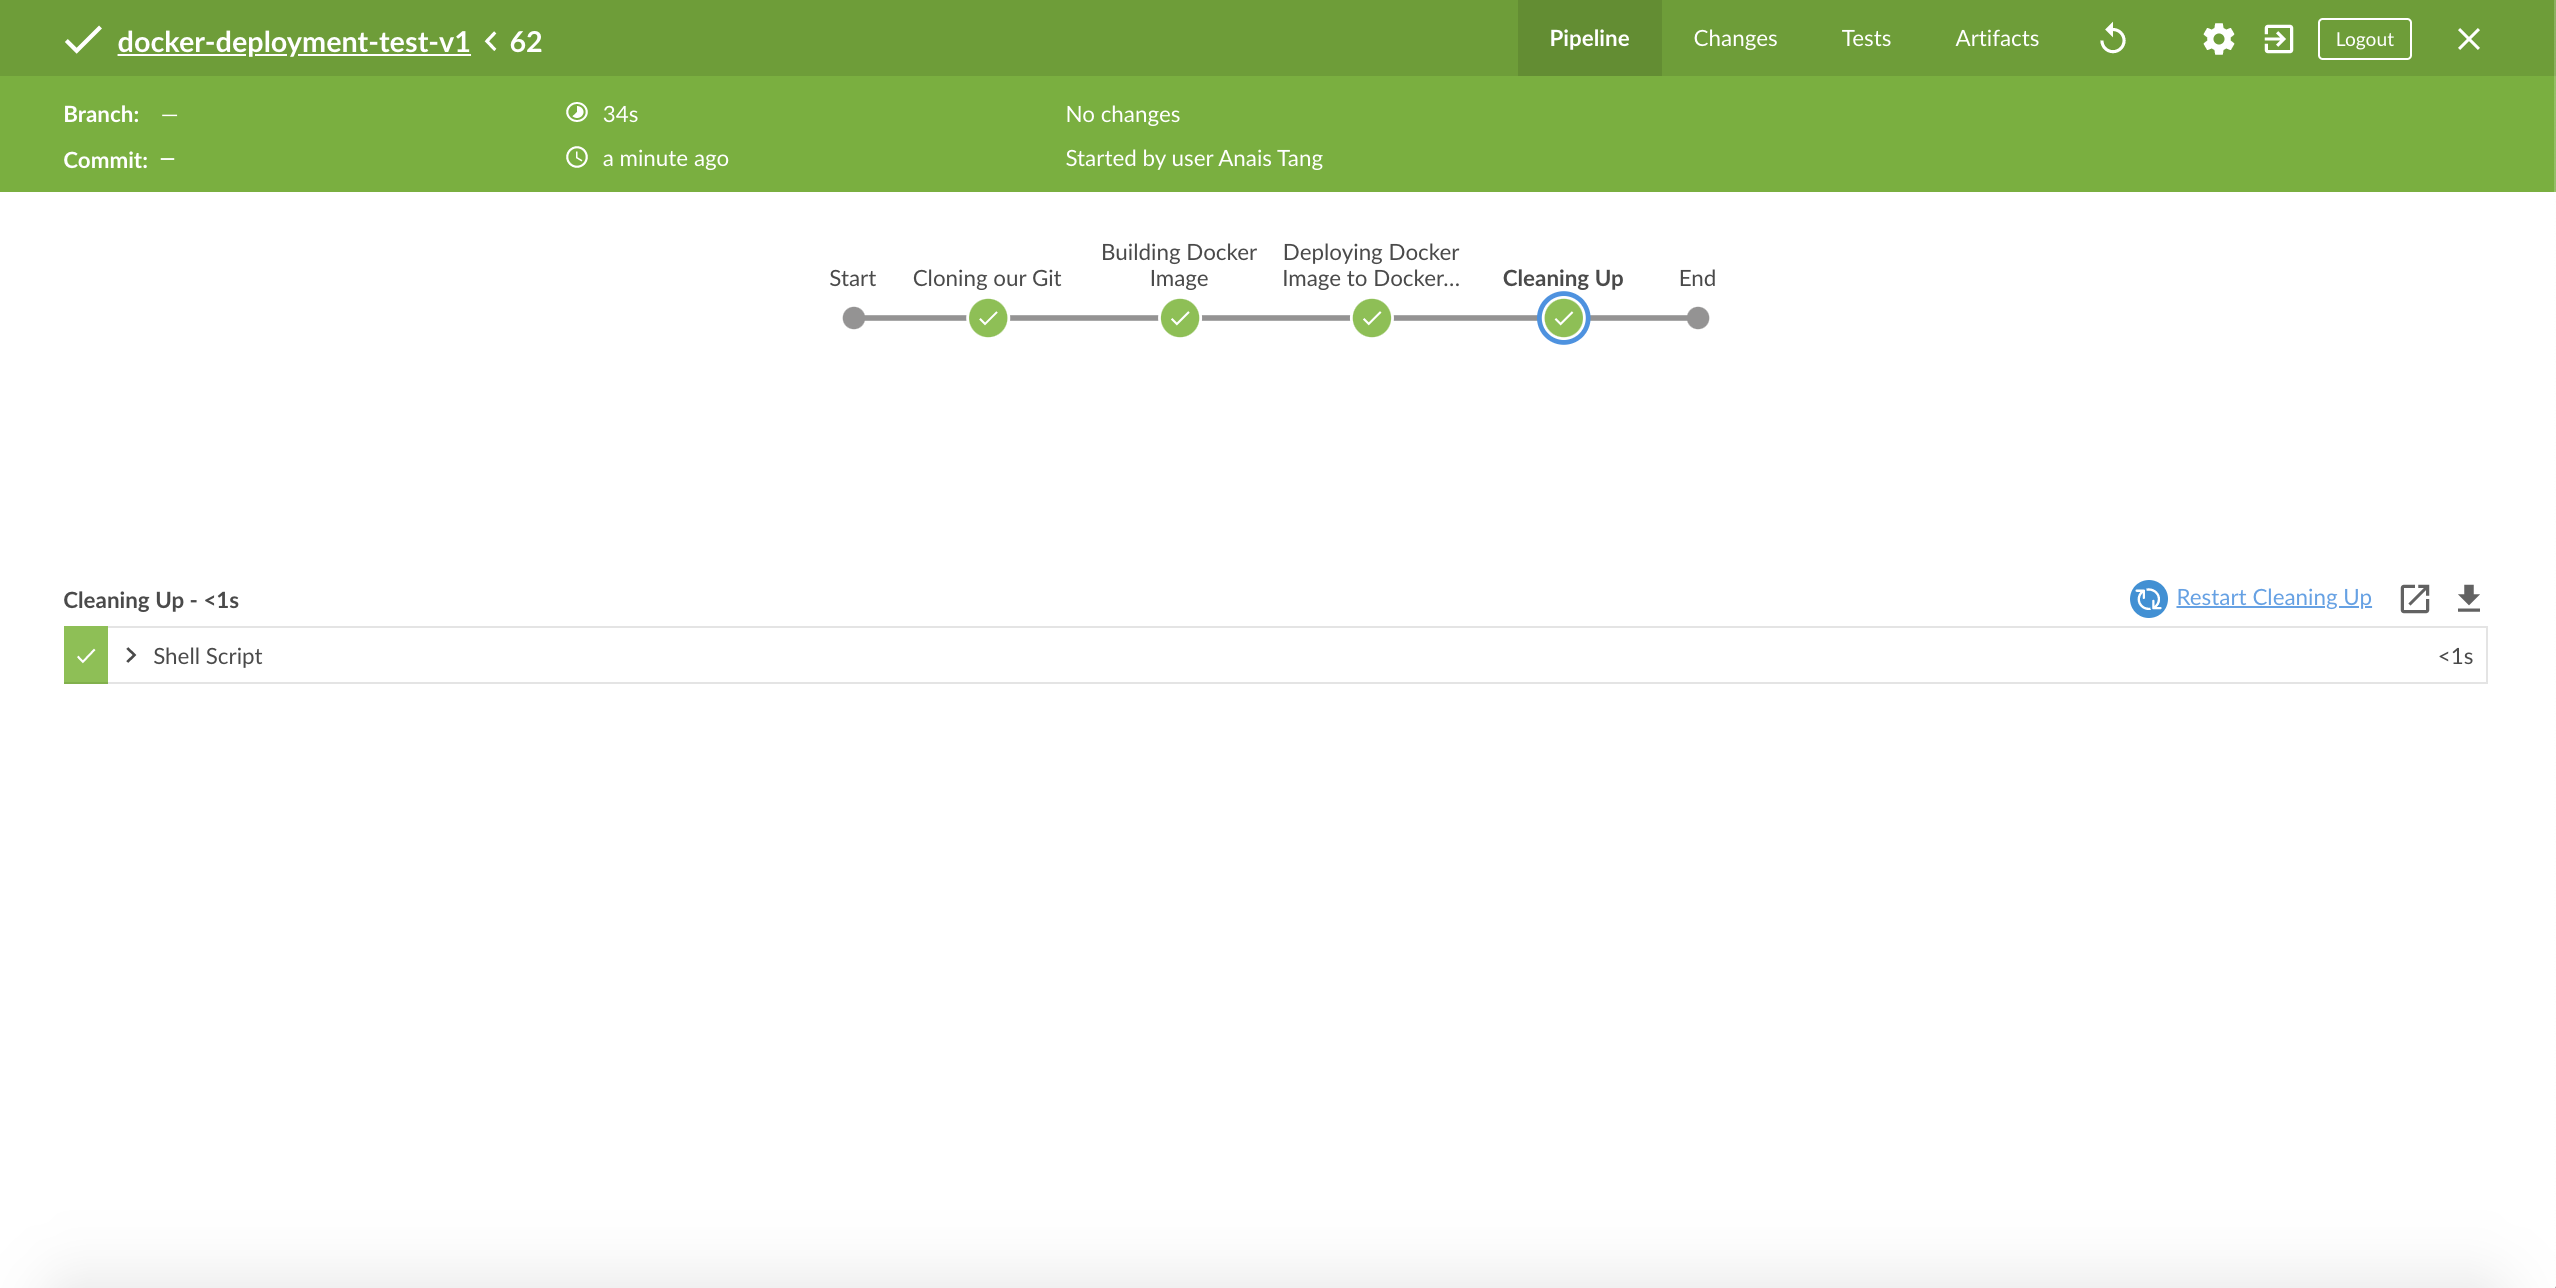 docker-deployment-test-v1 < 62
Pipeline
Changes
Tests
Artifacts
Logout
Branch: —
34s
No changes
Commit: —
a minute ago
Started by user Anais Tang
Start
Cloning our Git
Building Docker
Image
Deploying Docker
Image to Docker...
Cleaning Up
End
Cleaning Up - <1s
Restart Cleaning Up
Shell Script
<1s